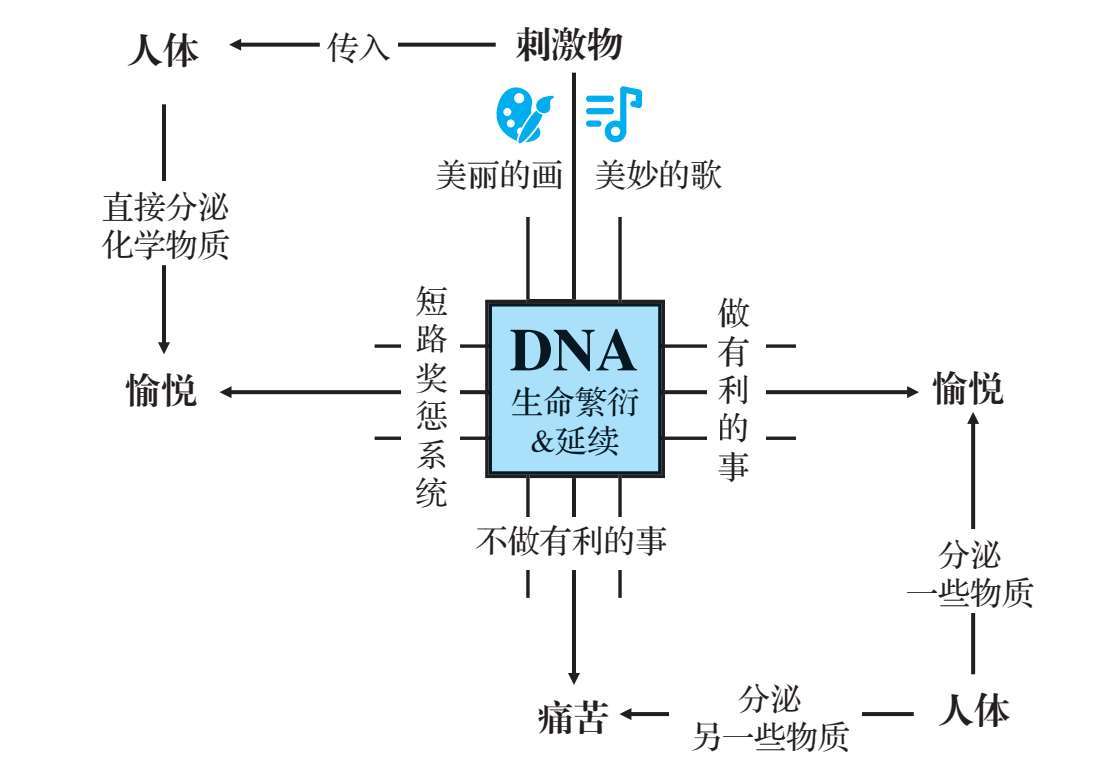 人体
传入
刺激物
美丽的画
美妙的歌
直接分泌
化学物质
愉悦
短路奖惩系统
DNA
生命繁衍
&延续
做有利的事
愉悦
不做有利的事
分泌
一些物质
痛苦
分泌
另一些物质
人体